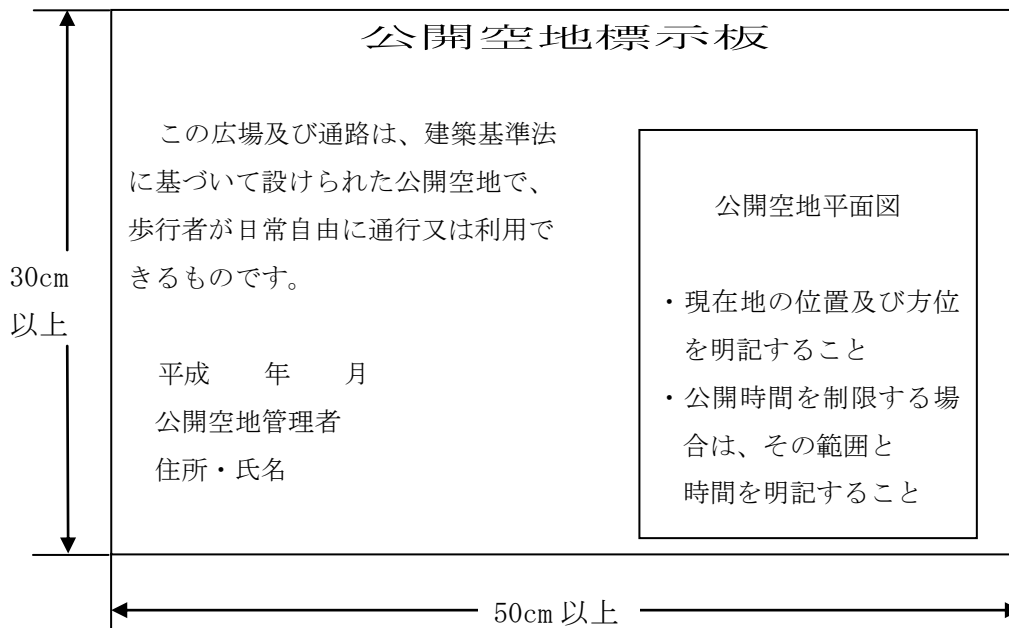 公開空地標示板
この広場及び通路は、建築基準法
に基づいて設けられた公開空地で、
歩行者が日常自由に通行又は利用で
きるものです。
平成　　年　　月
公開空地管理者
住所・氏名
公開空地平面図
・現在地の位置及び方位
を明記すること
・公開時間を制限する場
合は、その範囲と
時間を明記すること
30cm
以上
50cm 以上